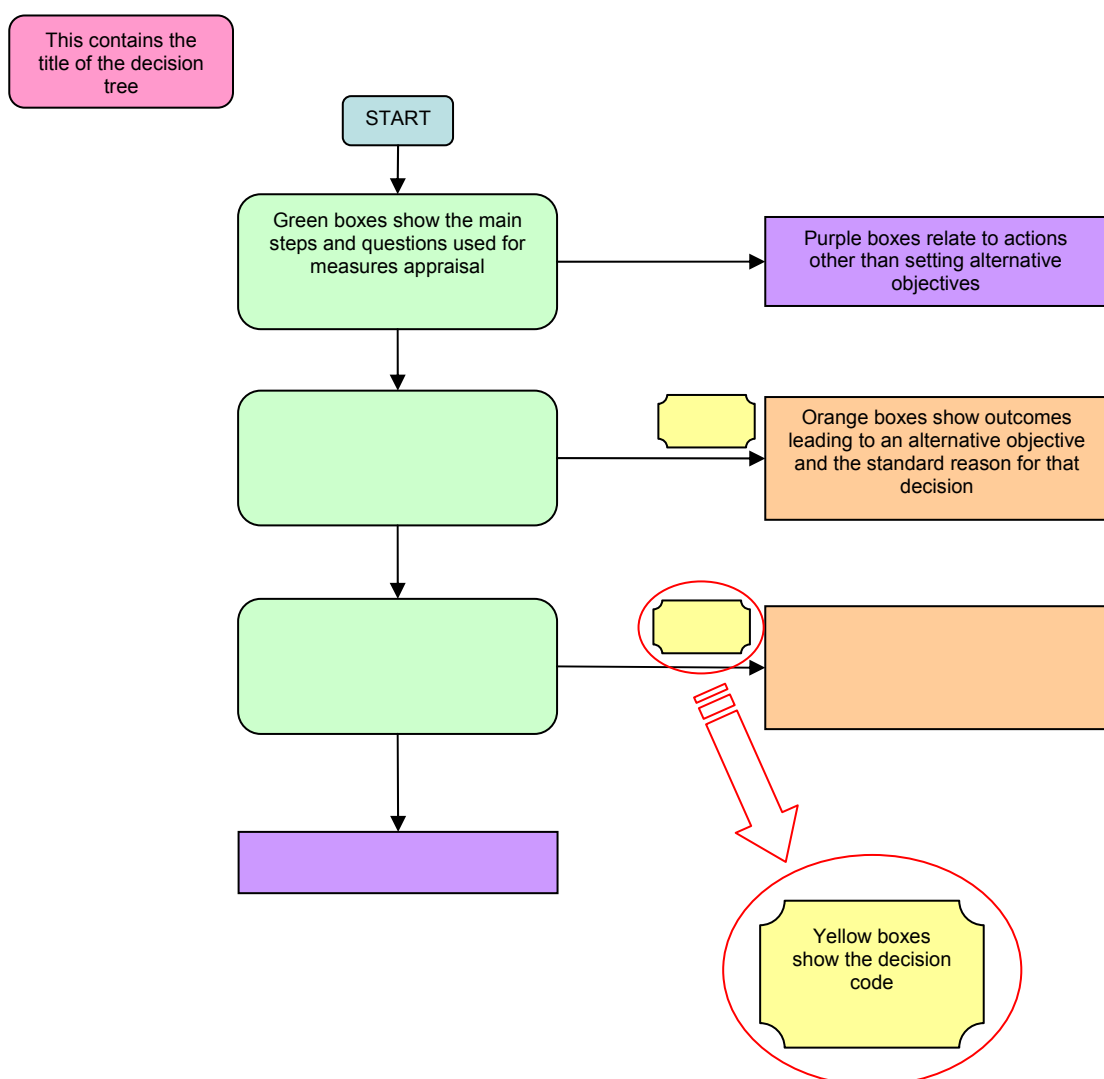 This contains the
title of the decision
tree
START
Green boxes show the main
steps and questions used for
measures appraisal
Purple boxes relate to actions
other than setting alternative
objectives
Orange boxes show outcomes
leading to an alternative objective
and the standard reason for that
decision
Yellow boxes
show the decision
code